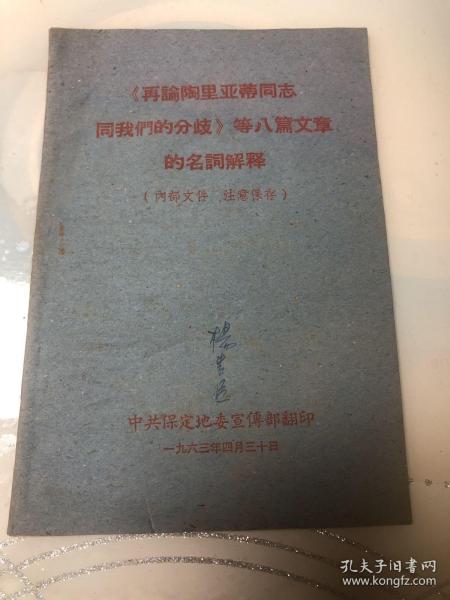 《再論陶里亚蒂同志
同我們的分歧》等八篇文章
的名詞解释
（內部文件　注意保存）
中共保定地委宣傳部翻印
一九六三年四月三十日
孔夫子旧书网
www.kongfz.com